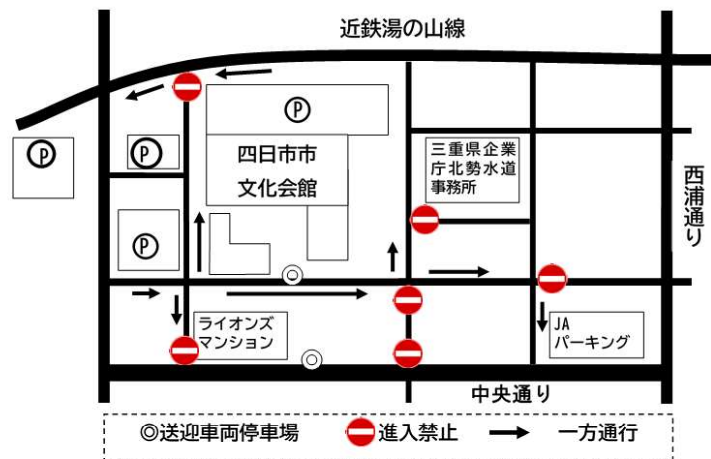 近鉄湯の山線
P
P
P
四日市市
文化会館
三重県企業
庁北勢水道
事務所
西浦通り
P
ライオンズ
マンション
JA
パーキング
中央通り
◎送迎車両停車場 進入禁止 一方通行